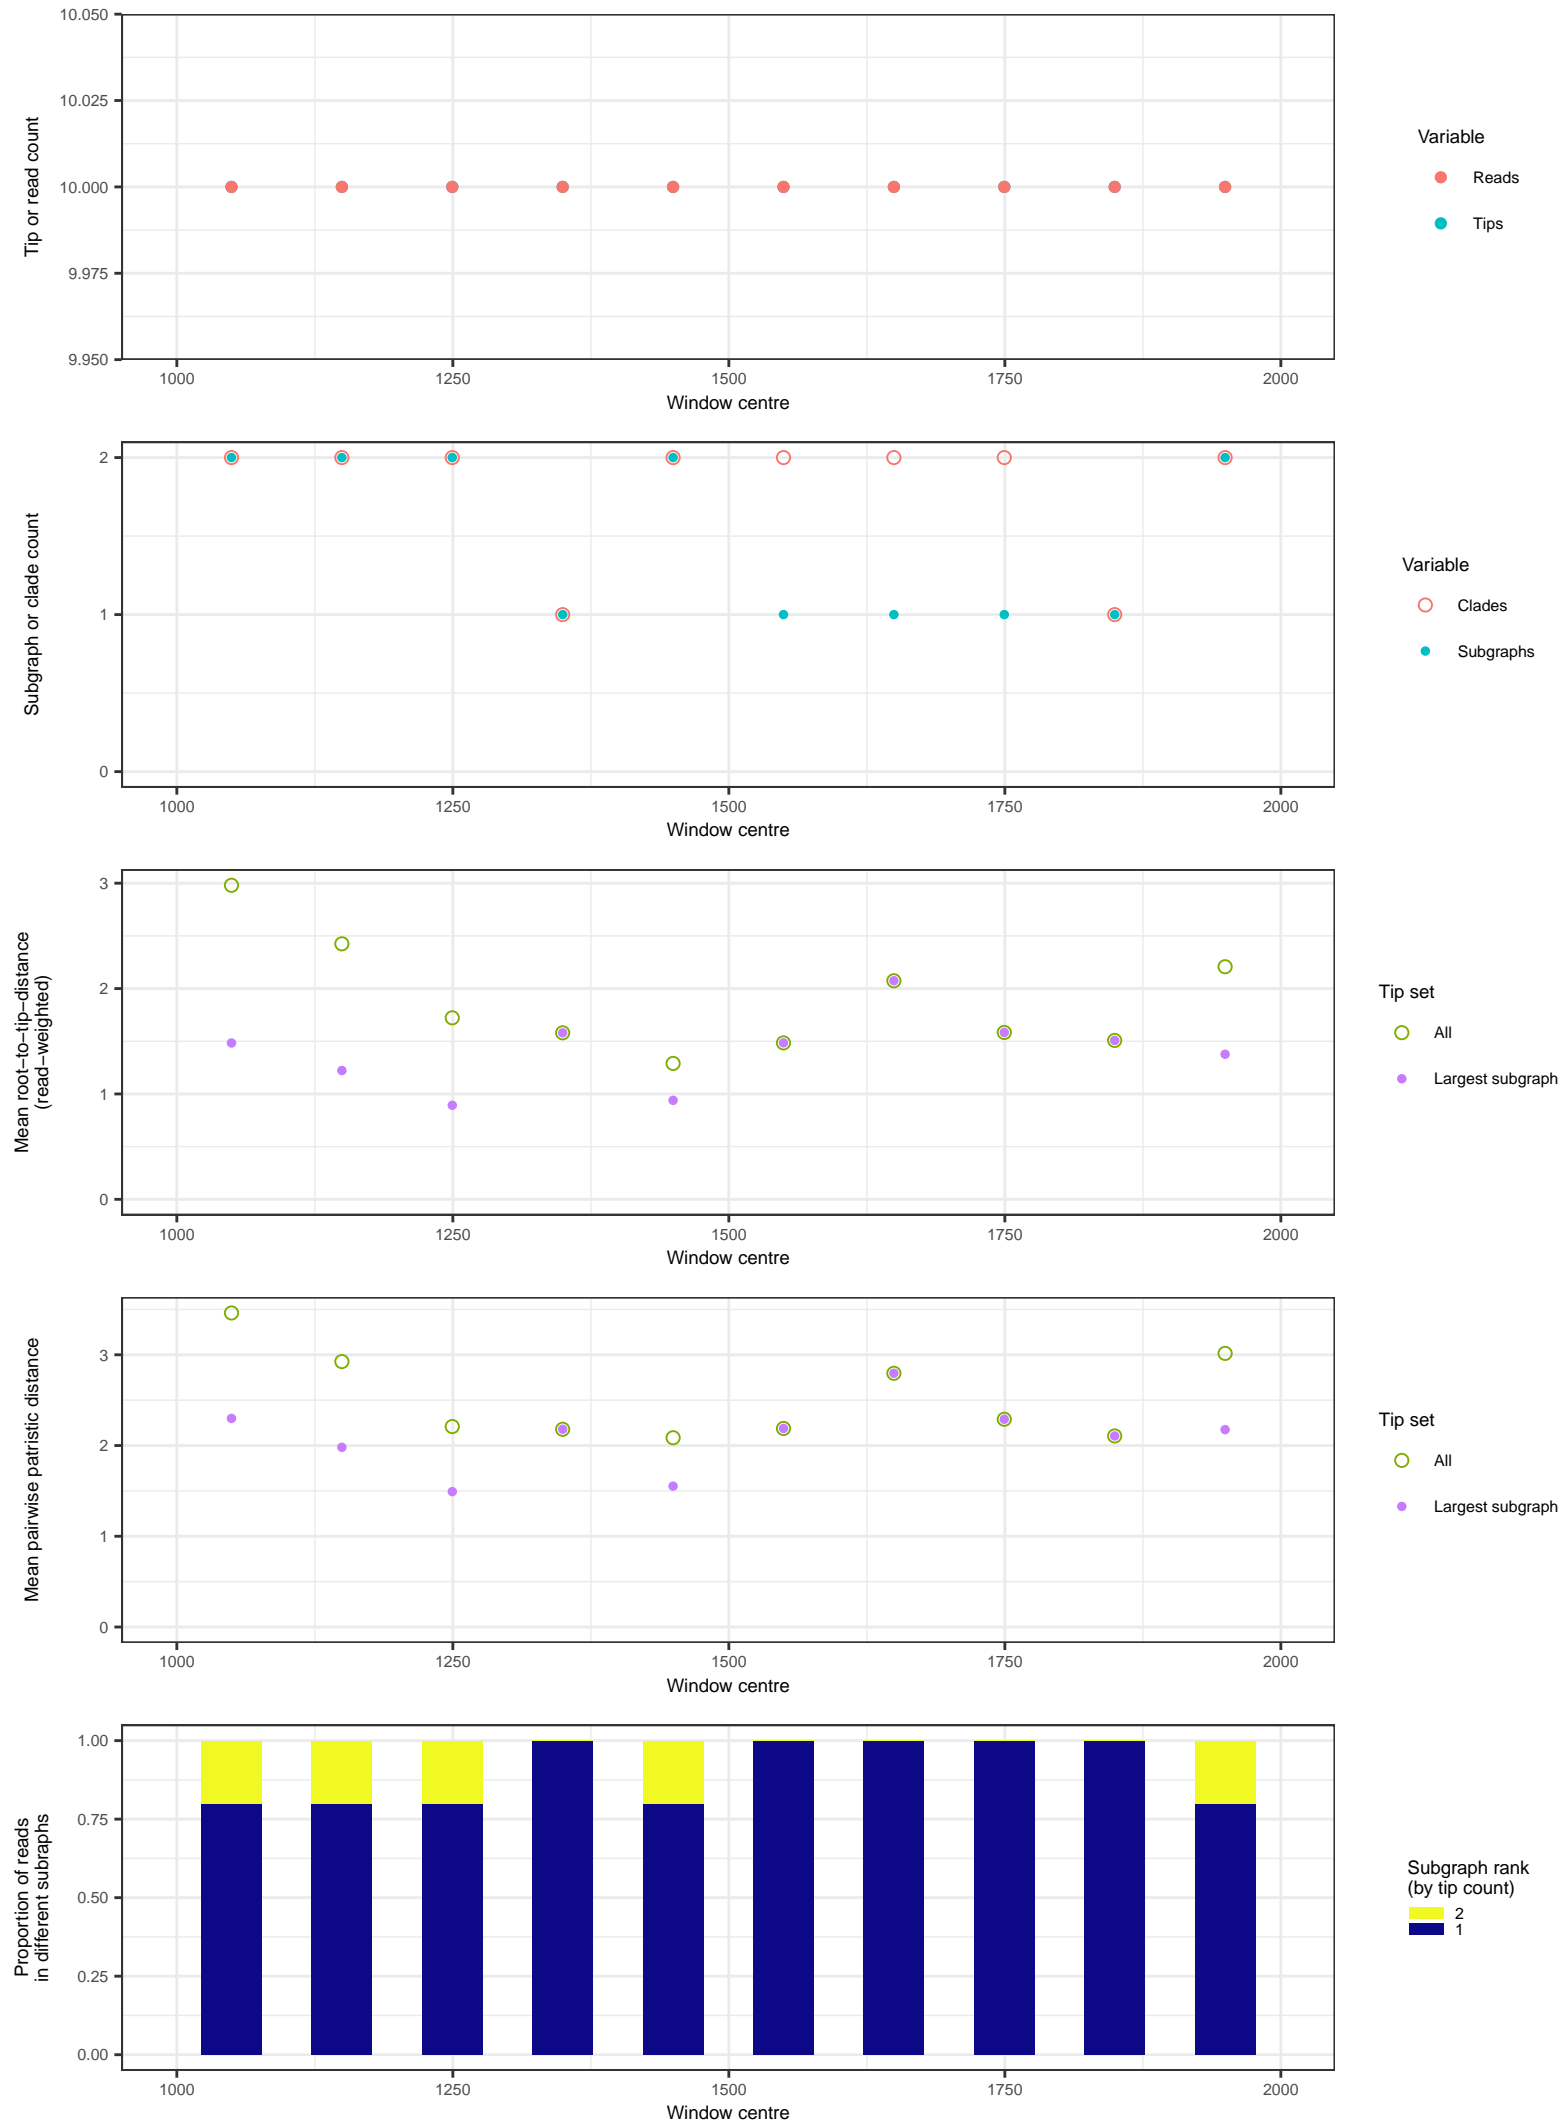 10.050
10.025
10.000
9.975
9.950
Tip or read count
1000 1250 1500 1750 2000
Window centre
Variable
Reads
Tips
2
1
0
Subgraph or clade count
1000 1250 1500 1750 2000
Window centre
Variable
Clades
Subgraphs
3
2
1
0
Mean root−to−tip−distance
(read−weighted)
1000 1250 1500 1750 2000
Window centre
Tip set
All
Largest subgraph
3
2
1
0
Mean pairwise patristic distance
1000 1250 1500 1750 2000
Window centre
Tip set
All
Largest subgraph
1.00
0.75
0.50
0.25
0.00
Proportion of reads
in different subraphs
1000 1250 1500 1750 2000
Window centre
Subgraph rank
(by tip count)
2
1